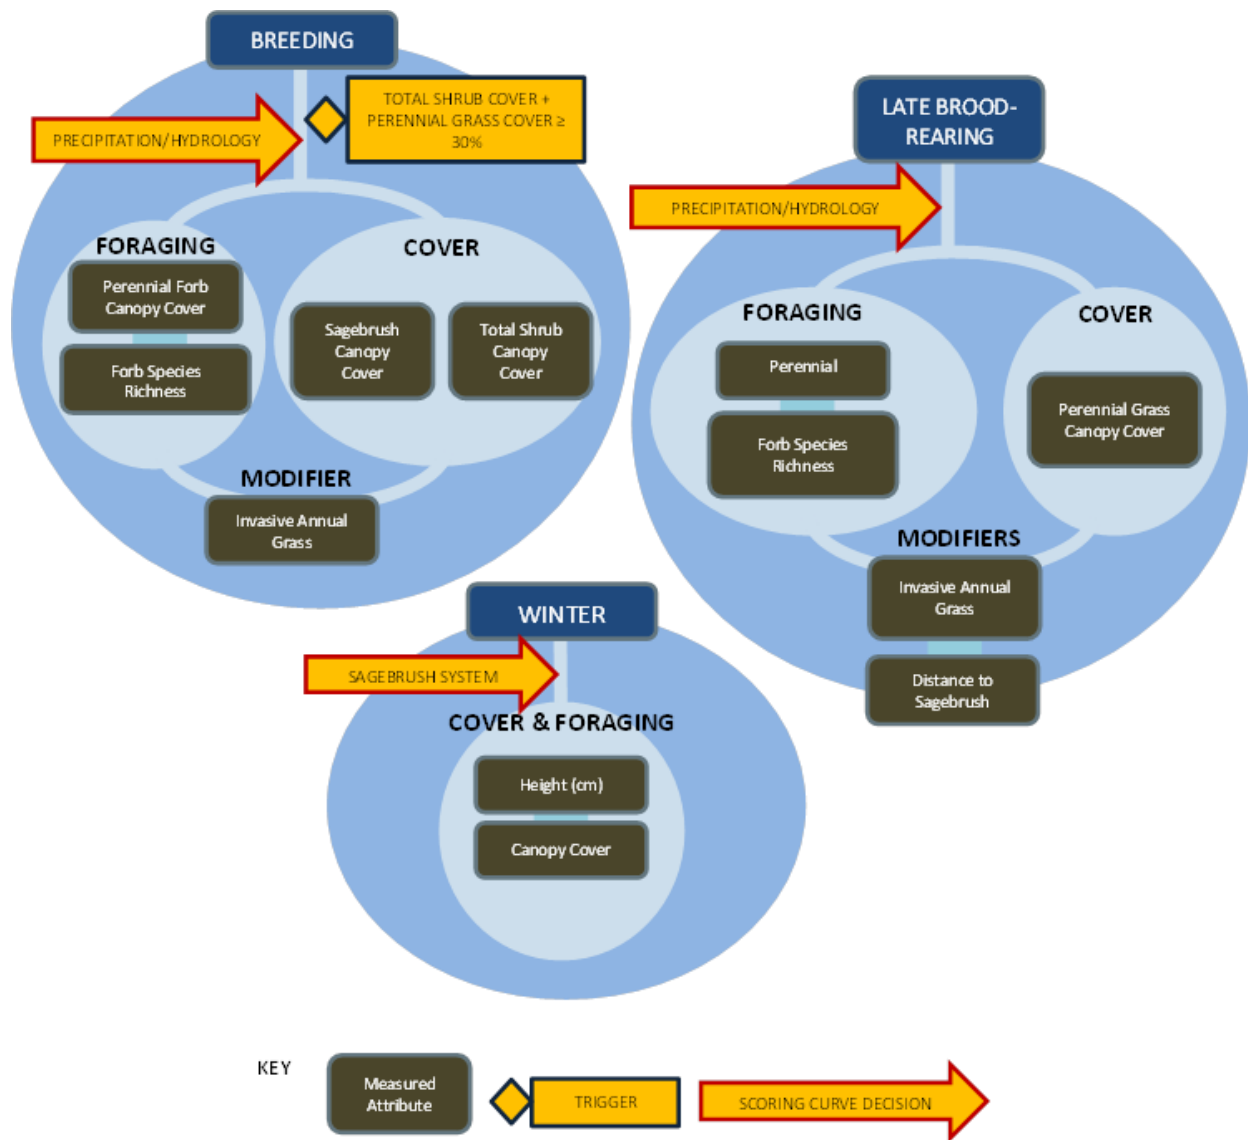 BREEDING
TOTAL SHRUB COVER +
PERENNIAL GRASS COVER ≥
30%
PRECIPITATION/HYDROLOGY
FORAGING
Perennial Forb
Canopy Cover
Forb Species
Richness
COVER
Sagebrush
Canopy
Cover
Total Shrub
Canopy
Cover
MODIFIER
Invasive Annual
Grass
LATE BROOD-
REARING
PRECIPITATION/HYDROLOGY
FORAGING
Perennial
Forb Species
Richness
COVER
Perennial Grass
Canopy Cover
MODIFIERS
Invasive Annual
Grass
Distance to
Sagebrush
WINTER
SAGEBRUSH SYSTEM
COVER & FORAGING
Height (cm)
Canopy Cover
KEY
Measured
Attribute
TRIGGER
SCORING CURVE DECISION